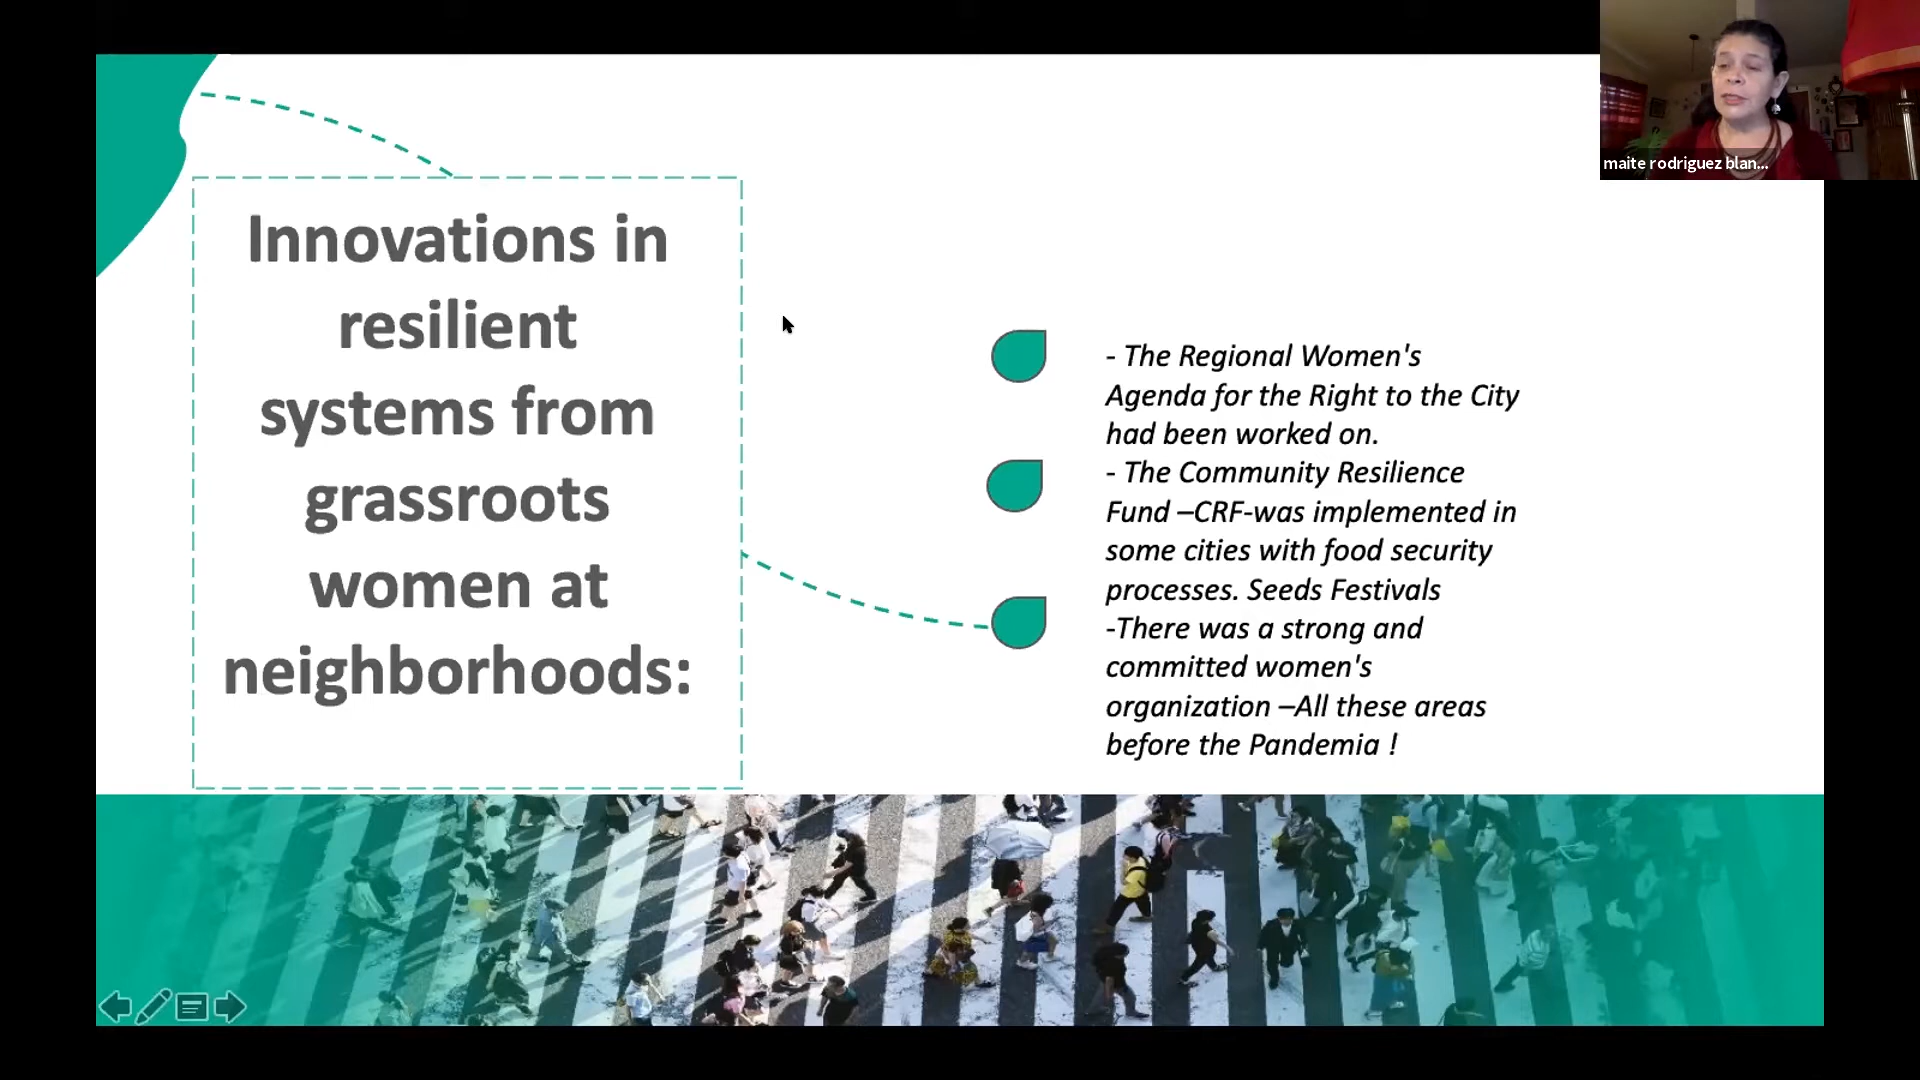 maite rodriguez blan...
Innovations in
resilient
systems from
grassroots
women at
neighborhoods:
- The Regional Women's
Agenda for the Right to the City
had been worked on.
- The Community Resilience
Fund –CRF-was implemented in
some cities with food security
processes. Seeds Festivals
-There was a strong and
committed women's
organization –All these areas
before the Pandemia !